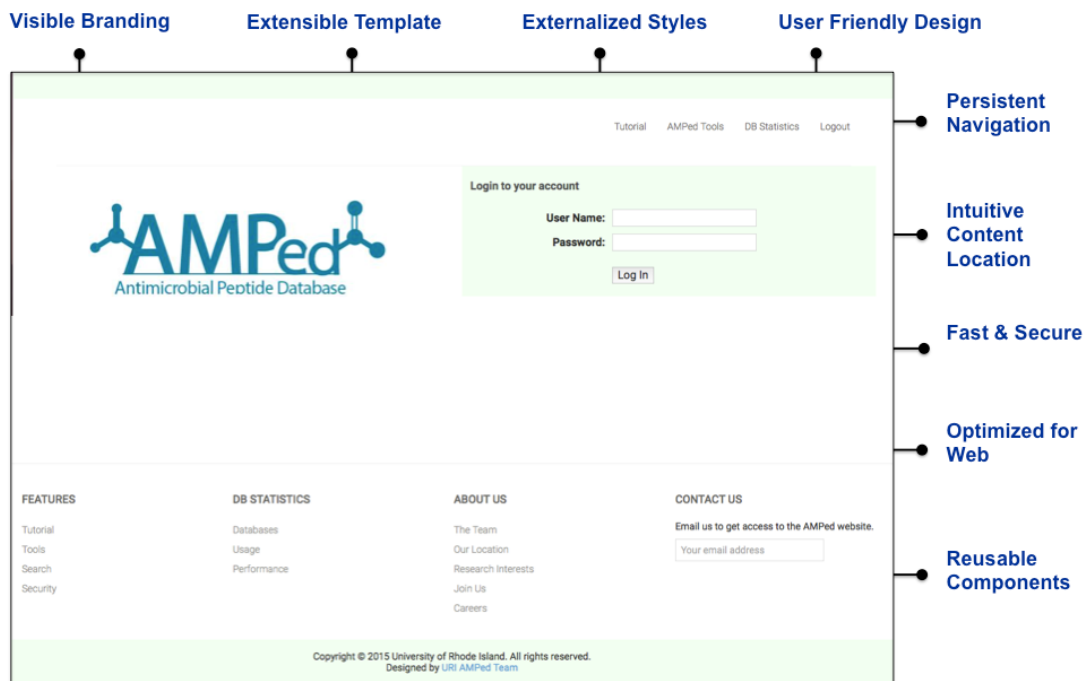 Visible Branding
Extensible Template
Externalized Styles
User Friendly Design
Persistent
Navigation
Tutorial
AMPed Tools
DB Statistics
Logout
Login to your account
User Name:
Password:
Log In
AMPed
Antimicrobial Peptide Database
Intuitive
Content
Location
Fast & Secure
Optimized for
Web
FEATURES
Tutorial
Tools
Search
Security
DB STATISTICS
Databases
Usage
Performance
ABOUT US
The Team
Our Location
Research Interests
Join Us
Careers
CONTACT US
Email us to get access to the AMPed website.
Your email address
Reusable
Components
Copyright © 2015 University of Rhode Island. All rights reserved.
Designed by URI AMPed Team